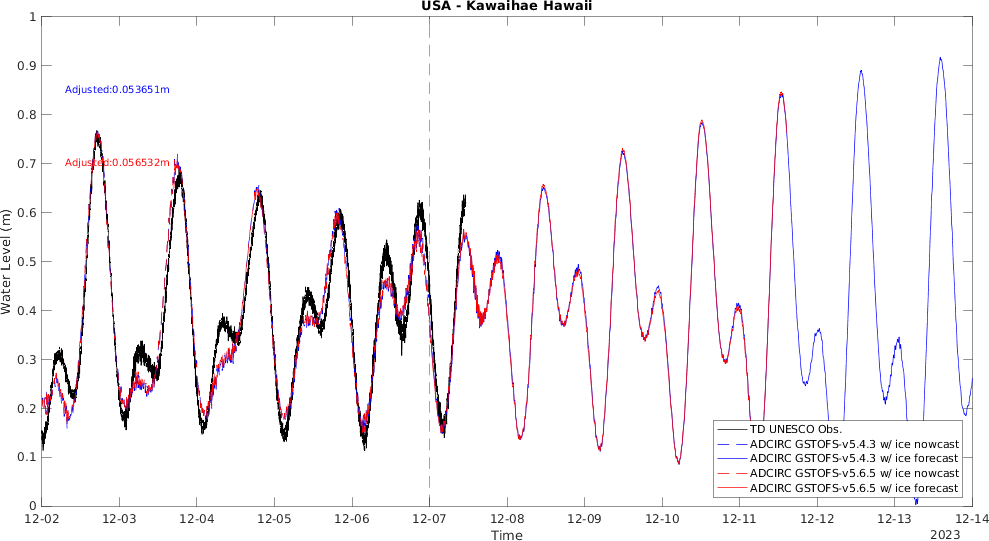 USA - Kawaihae Hawaii
1
0.9
0.8
0.7
0.6
0.5
0.4
0.3
0.2
0.1
0
Water Level (m)
Adjusted:0.053651m
Adjusted:0.056532m
TD UNESCO Obs.
ADCIRC GSTOFS-v5.4.3 w/ ice nowcast
ADCIRC GSTOFS-v5.4.3 w/ ice forecast
ADCIRC GSTOFS-v5.6.5 w/ ice nowcast
ADCIRC GSTOFS-v5.6.5 w/ ice forecast
12-02 12-03 12-04 12-05 12-06 12-07 12-08 12-09 12-10 12-11 12-12 12-13 12-14
Time
2023